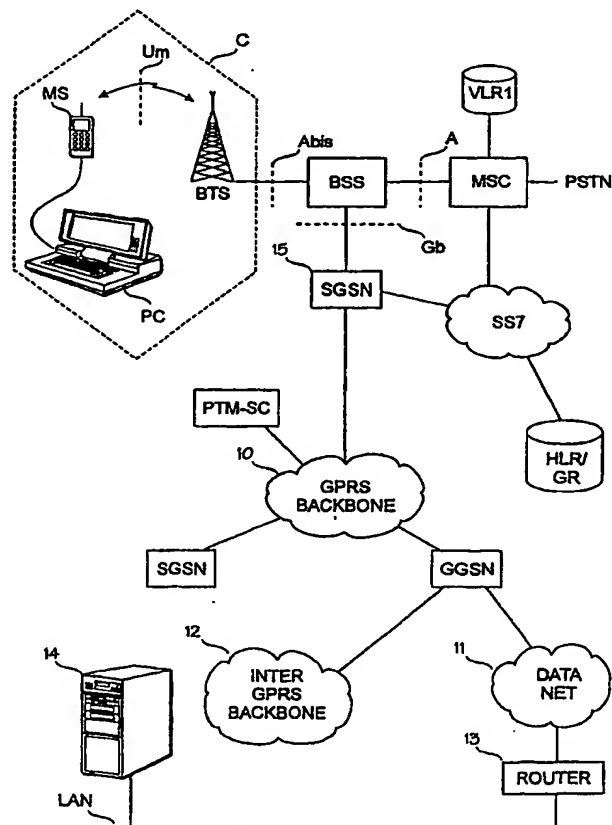 C
Um
MS
VLR1
Abis
A
BTS
BSS
MSC
PSTN
Gb
15
SGSN
PC
SS7
PTM-SC
10
GPRS
BACKBONE
HLR/
GR
SGSN
GGSN
12
14
11
INTER
GPRS
BACKBONE
DATA
NET
13
ROUTER
LAN